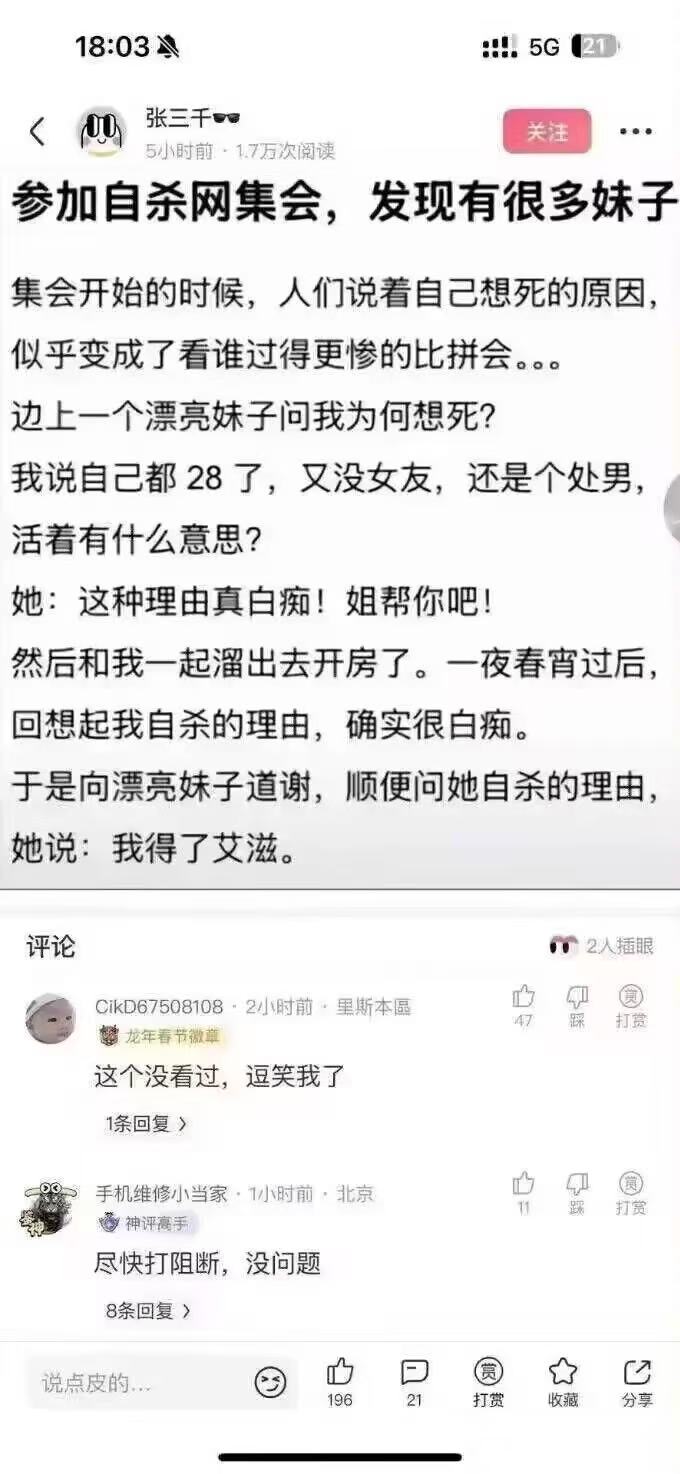 18:03
5G 21
张三千🕶️
5小时前 · 1.7万次阅读
关注
参加自杀网集会，发现有很多妹子
集会开始的时候，人们说着自己想死的原因，
似乎变成了看谁过得更惨的比拼会。。。
边上一个漂亮妹子问我为何想死？
我说自己都 28 了，又没女友，还是个处男，
活着有什么意思？
她：这种理由真白痴！姐帮你吧！
然后和我一起溜出去开房了。一夜春宵过后，
回想起我自杀的理由，确实很白痴。
于是向漂亮妹子道谢，顺便问她自杀的理由，
她说：我得了艾滋。
评论
2人插眼
CikD67508108 · 2小时前 · 里斯本區
龙年春节徽章
47
踩
打赏
这个没看过，逗笑我了
1条回复 >
手机维修小当家 · 1小时前 · 北京
神评高手
11
踩
打赏
尽快打阻断，没问题
8条回复 >
说点皮的...
196
21
打赏
收藏
分享